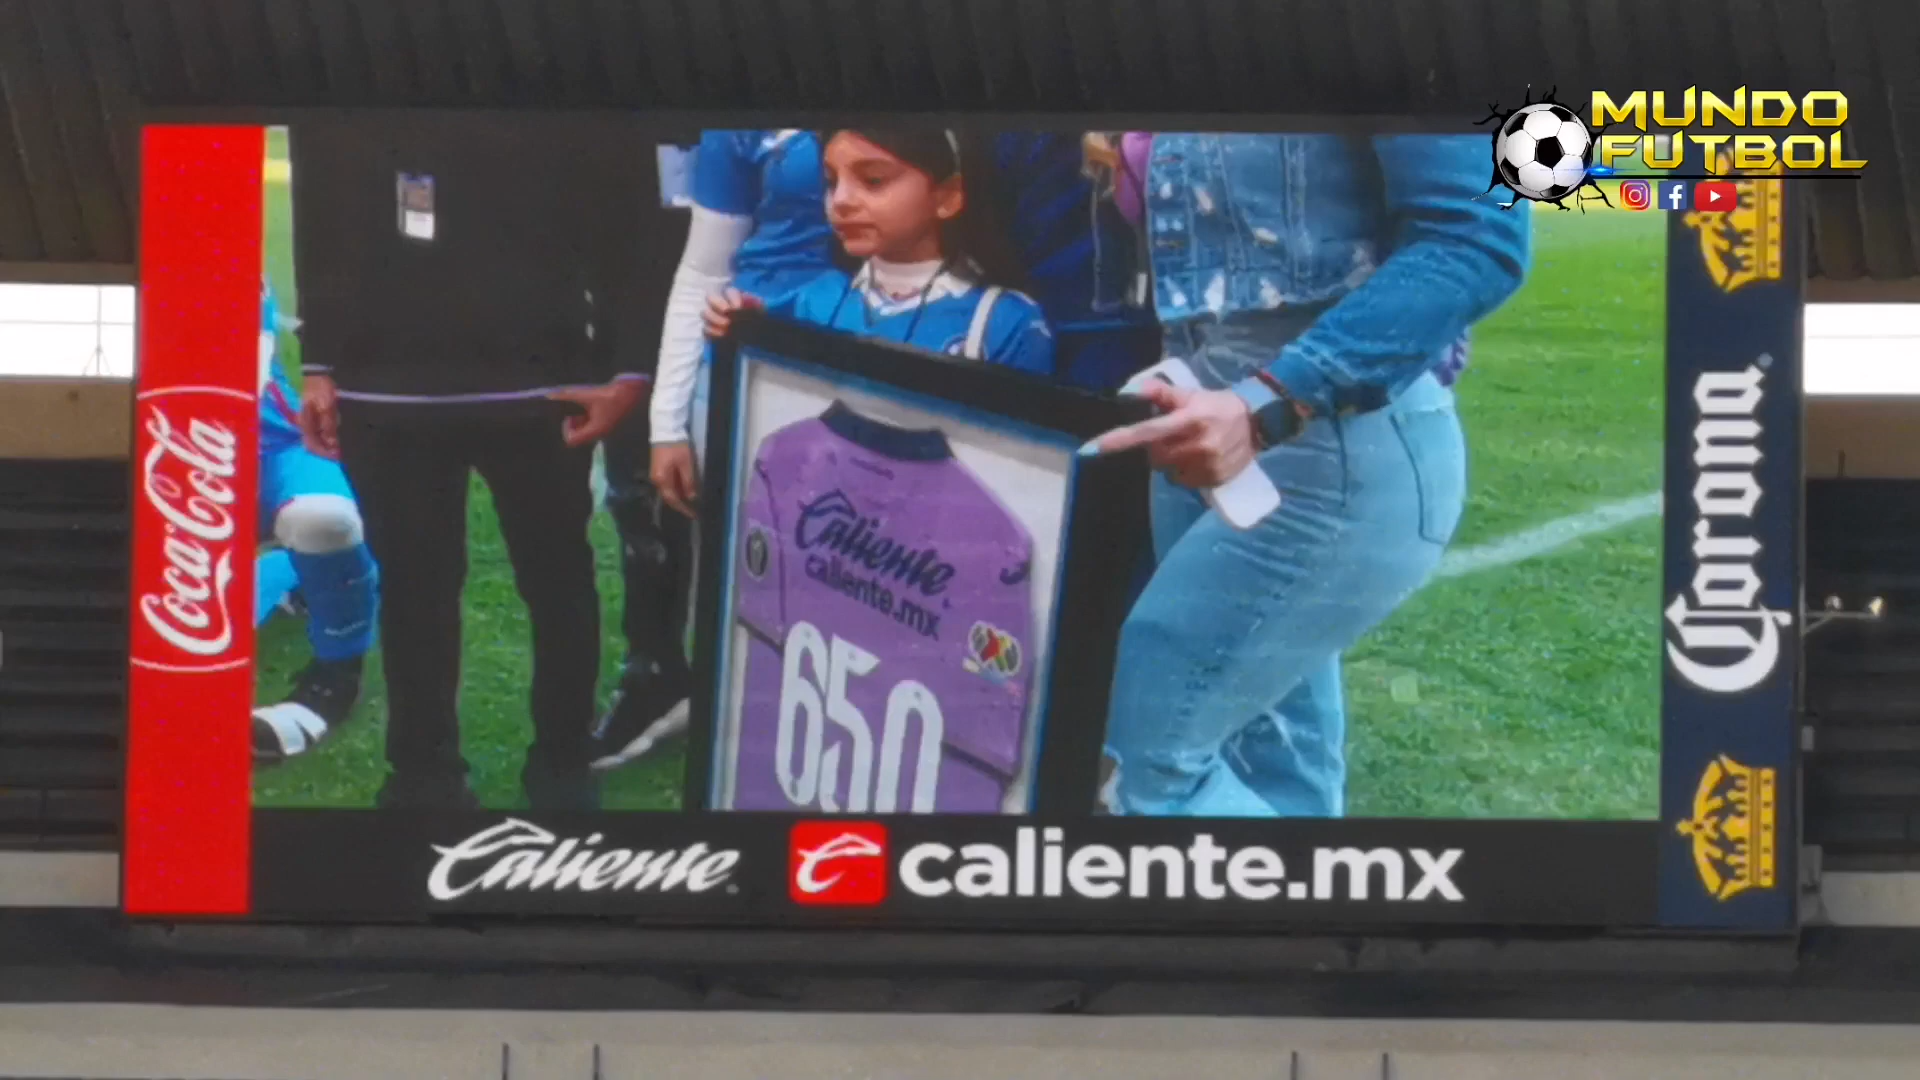 MUNDO
FUTBOL
Coca-Cola
Caliente
caliente.mx
650
Corona
Caliente
caliente.mx